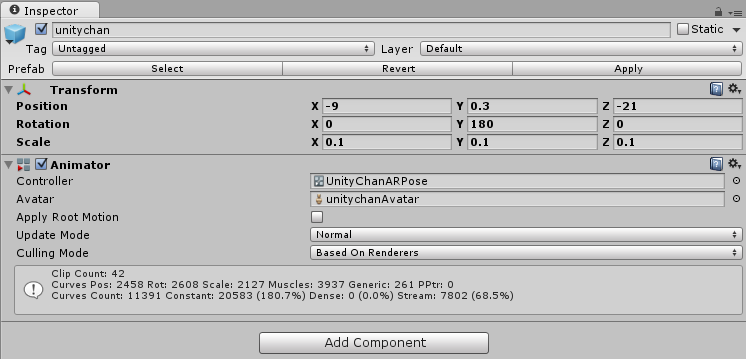 Inspector
unitychan Static
Tag Untagged Layer Default
Prefab Select Revert Apply
Transform
Position X -9 Y 0.3 Z -21
Rotation X 0 Y 180 Z 0
Scale X 0.1 Y 0.1 Z 0.1
Animator
Controller UnityChanARPose
Avatar unitychanAvatar
Apply Root Motion
Update Mode Normal
Culling Mode Based On Renderers
Clip Count: 42
Curves Pos: 2458 Rot: 2608 Scale: 2127 Muscles: 3937 Generic: 261 PPtr: 0
Curves Count: 11391 Constant: 20583 (180.7%) Dense: 0 (0.0%) Stream: 7802 (68.5%)
Add Component